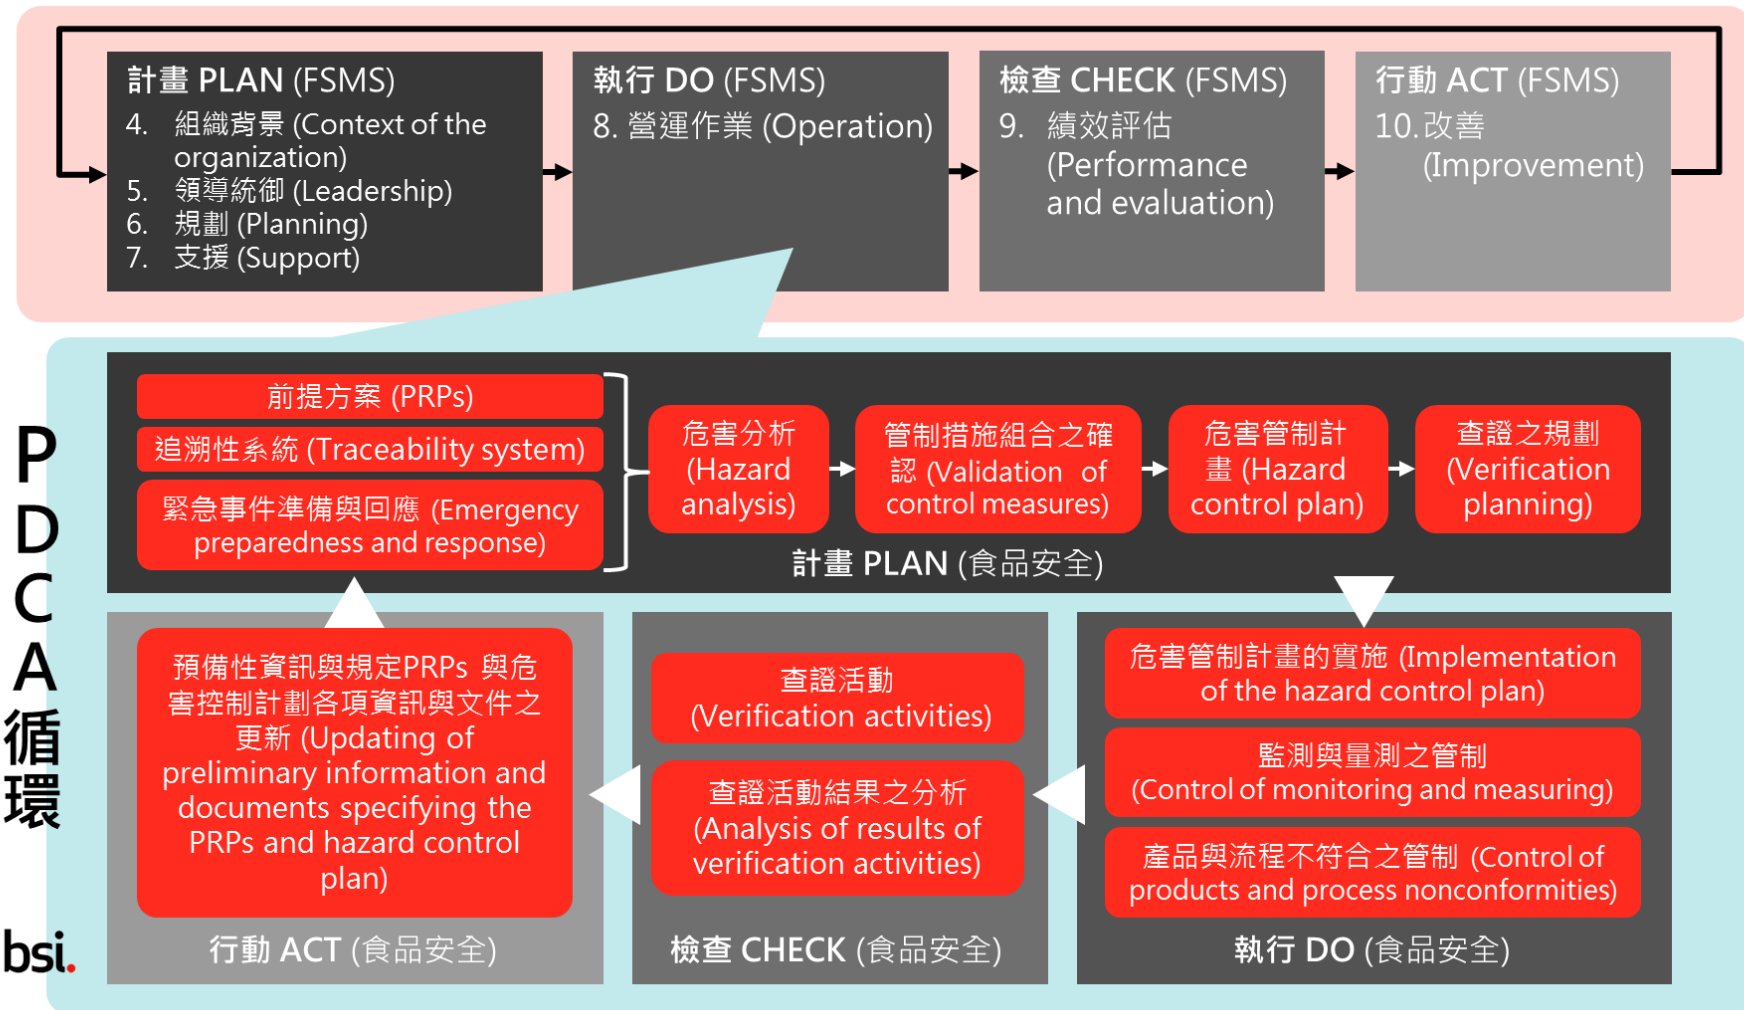 計畫 PLAN (FSMS)
4. 組織背景 (Context of the
organization)
5. 領導統御 (Leadership)
6. 規劃 (Planning)
7. 支援 (Support)
執行 DO (FSMS)
8. 營運作業 (Operation)
檢查 CHECK (FSMS)
9. 績效評估
(Performance
and evaluation)
行動 ACT (FSMS)
10.改善
(Improvement)
P
D
C
A
循
環
前提方案 (PRPs)
追溯性系統 (Traceability system)
緊急事件準備與回應 (Emergency
preparedness and response)
危害分析
(Hazard
analysis)
管制措施組合之確
認 (Validation of
control measures)
危害管制計
畫 (Hazard
control plan)
查證之規劃
(Verification
planning)
計畫 PLAN (食品安全)
預備性資訊與規定PRPs 與危
害控制計劃各項資訊與文件之
更新 (Updating of
preliminary information and
documents specifying the
PRPs and hazard control
plan)
行動 ACT (食品安全)
查證活動
(Verification activities)
查證活動結果之分析
(Analysis of results of
verification activities)
檢查 CHECK (食品安全)
危害管制計畫的實施 (Implementation
of the hazard control plan)
監測與量測之管制
(Control of monitoring and measuring)
產品與流程不符合之管制 (Control of
products and process nonconformities)
執行 DO (食品安全)
bsi.